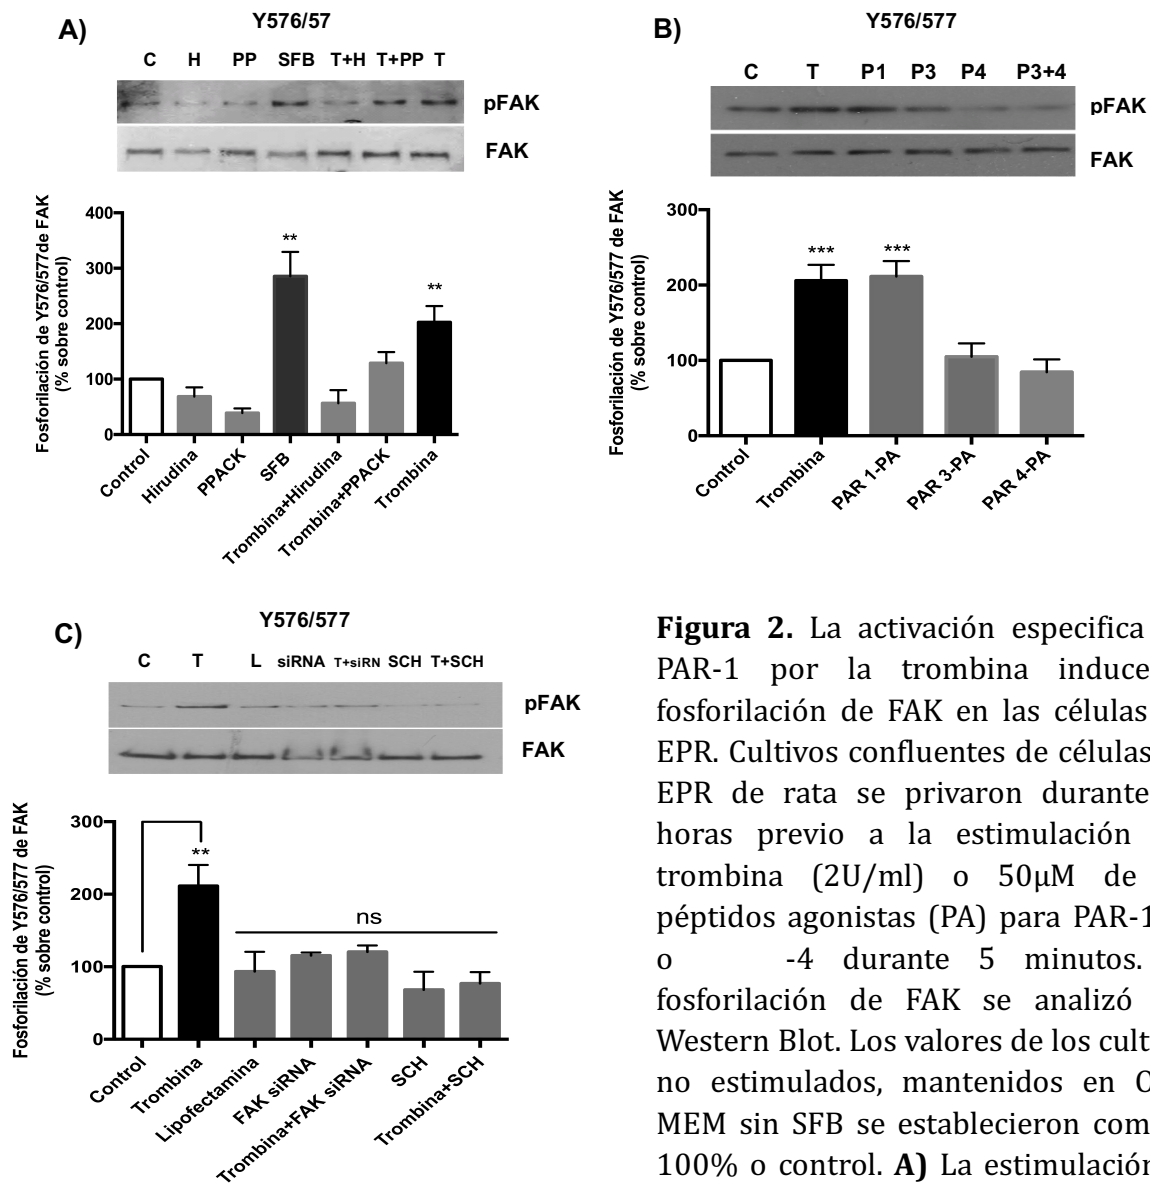 A)
Y576/57
C H PP SFB T+H T+PP T
pFAK
FAK
Fosforilación de Y576/577de FAK
(% sobre control)
400
300
200
100
0
**
**
Control
Hirudina
PPACK
SFB
Trombina+Hirudina
Trombina+PPACK
Trombina
B)
Y576/577
C T P1 P3 P4 P3+4
pFAK
FAK
Fosforilación de Y576/577 de FAK
(% sobre control)
300
200
100
0
***
***
Control
Trombina
PAR 1-PA
PAR 3-PA
PAR 4-PA
C)
Y576/577
C T L siRNA T+siRN SCH T+SCH
pFAK
FAK
Fosforilación de Y576/577 de FAK
(% sobre control)
300
200
100
0
**
ns
Control
Trombina
Lipofectamina
FAK siRNA
Trombina+FAK siRNA
SCH
Trombina+SCH
Figura 2. La activación especifica
PAR-1 por la trombina induce
fosforilación de FAK en las células
EPR. Cultivos confluentes de células
EPR de rata se privaron durante
horas previo a la estimulación
trombina (2U/ml) o 50µM de
péptidos agonistas (PA) para PAR-1
o -4 durante 5 minutos.
fosforilación de FAK se analizó
Western Blot. Los valores de los cult
no estimulados, mantenidos en O
MEM sin SFB se establecieron com
100% o control. A) La estimulación